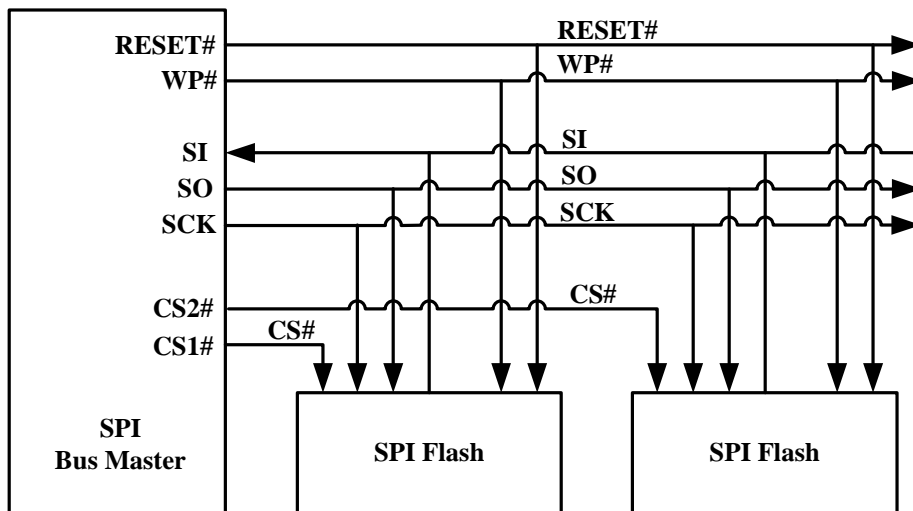 RESET#
WP#
SI
SO
SCK
CS2#
CS1#
SPI
Bus Master
RESET#
WP#
SI
SO
SCK
CS#
CS#
SPI Flash
SPI Flash